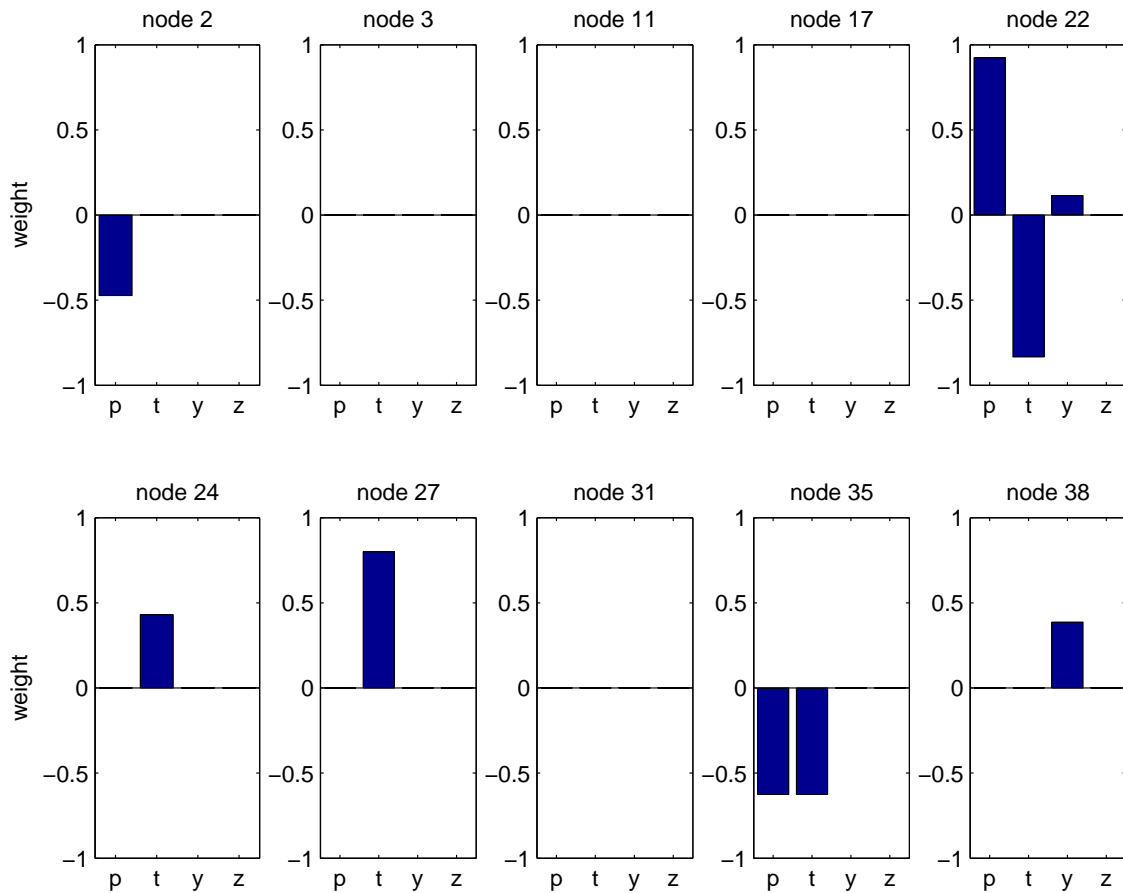 node 2 node 3 node 11 node 17 node 22
1 1 1 1 1
0.5 0.5 0.5 0.5 0.5
0 0 0 0 0
−0.5 −0.5 −0.5 −0.5 −0.5
−1 −1 −1 −1 −1
p t y z p t y z p t y z p t y z p t y z
weight
node 24 node 27 node 31 node 35 node 38
1 1 1 1 1
0.5 0.5 0.5 0.5 0.5
0 0 0 0 0
−0.5 −0.5 −0.5 −0.5 −0.5
−1 −1 −1 −1 −1
p t y z p t y z p t y z p t y z p t y z
weight